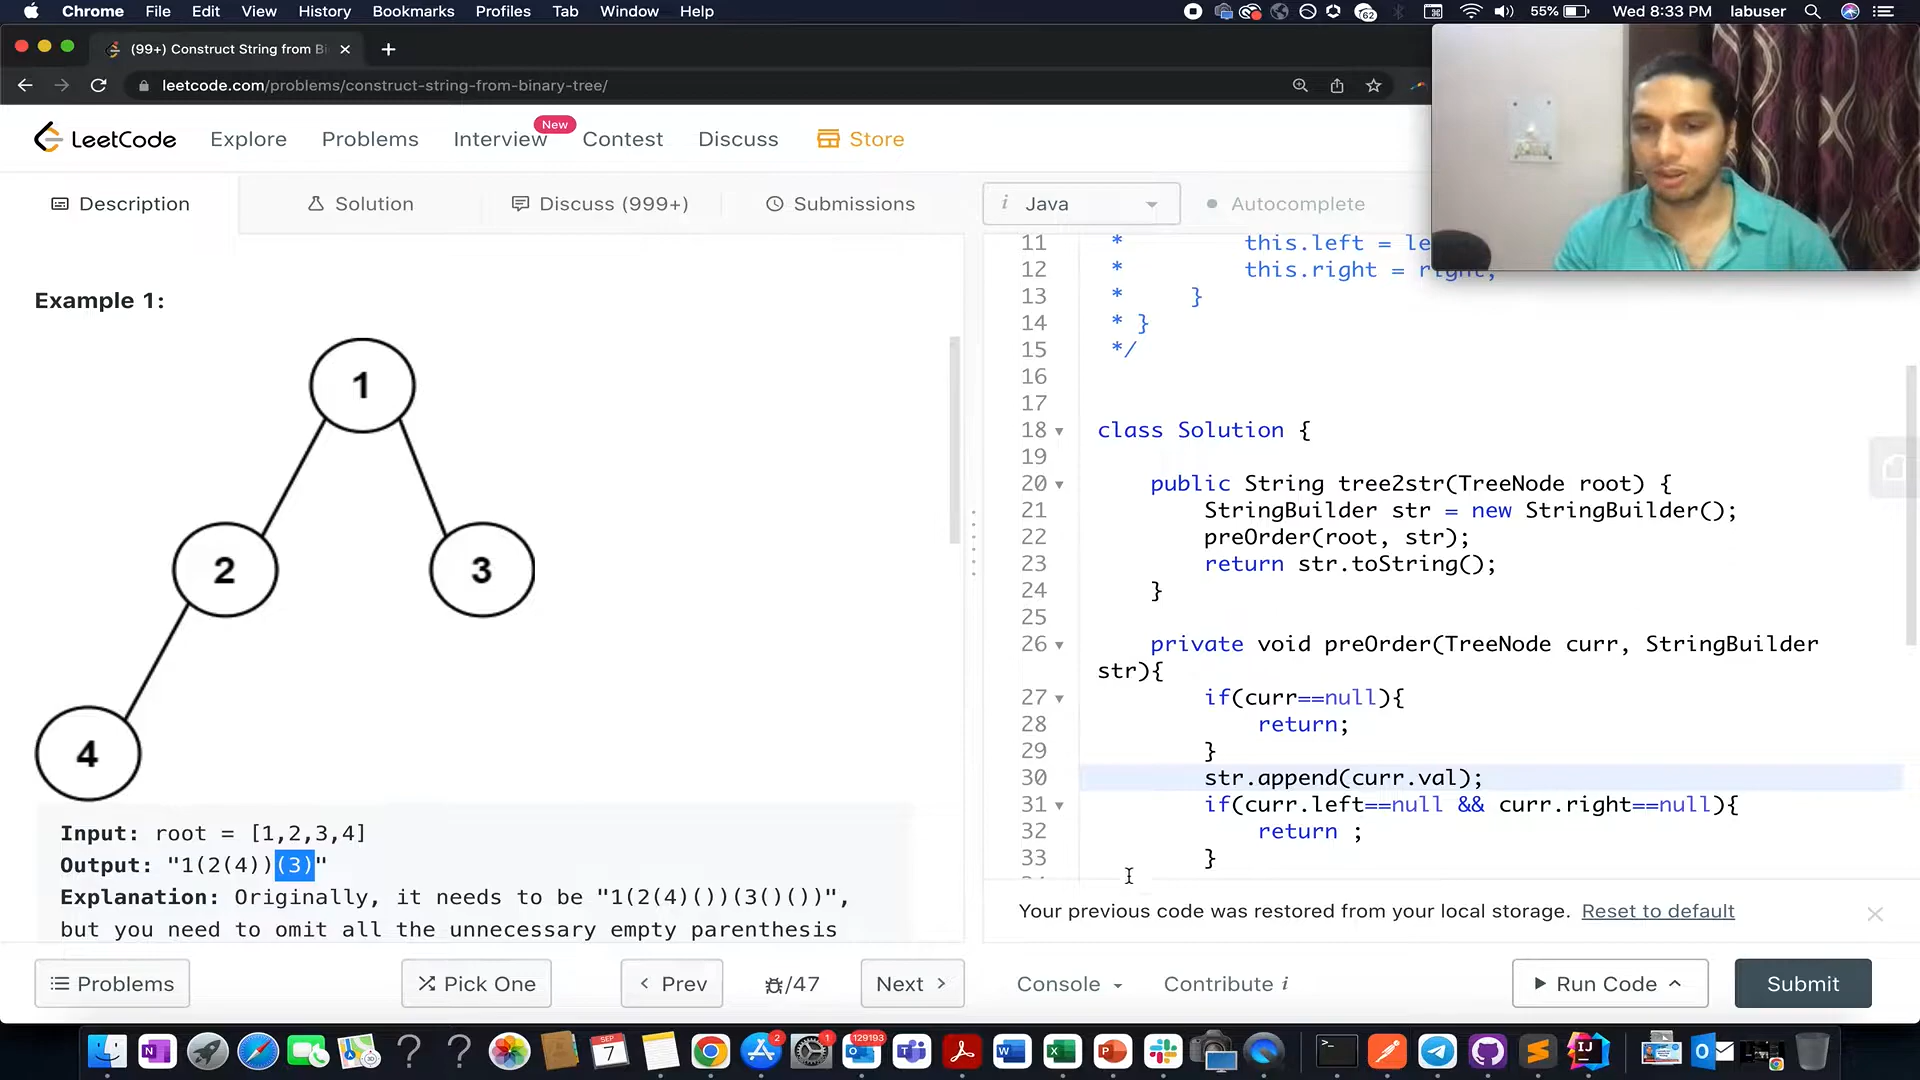 Chrome File Edit View History Bookmarks Profiles Tab Window Help
62
55% Wed 8:33 PM labuser
(99+) Construct String from Bi
leetcode.com/problems/construct-string-from-binary-tree/
LeetCode Explore Problems Interview New Contest Discuss Store
Description Solution Discuss (999+) Submissions
i Java Autocomplete
Example 1:
1
2
3
4
Input: root = [1,2,3,4]
Output: "1(2(4))(3)"
Explanation: Originally, it needs to be "1(2(4)())(3()())",
but you need to omit all the unnecessary empty parenthesis
11 * this.left = le
12 * this.right = right;
13 * }
14 * }
15 */
16
17
18 class Solution {
19
20 public String tree2str(TreeNode root) {
21 StringBuilder str = new StringBuilder();
22 preOrder(root, str);
23 return str.toString();
24 }
25
26 private void preOrder(TreeNode curr, StringBuilder
str){
27 if(curr==null){
28 return;
29 }
30 str.append(curr.val);
31 if(curr.left==null && curr.right==null){
32 return ;
33 }
Your previous code was restored from your local storage. Reset to default
Problems Pick One Prev /47 Next Console Contribute i Run Code Submit
SEP
7
2
1
129193